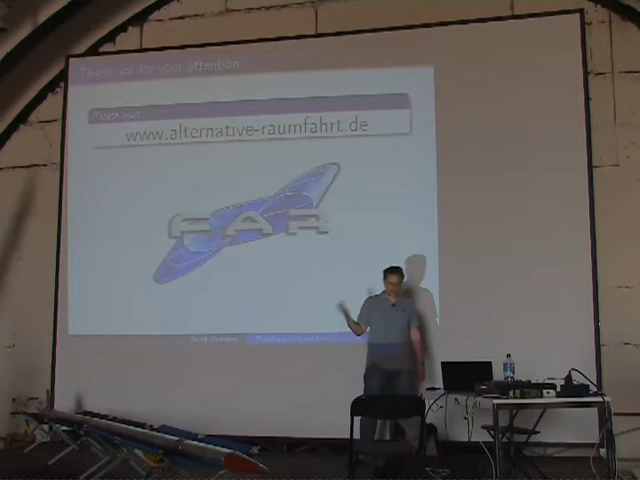 Thank you for your attention
Please visit
www.alternative-raumfahrt.de
FAR